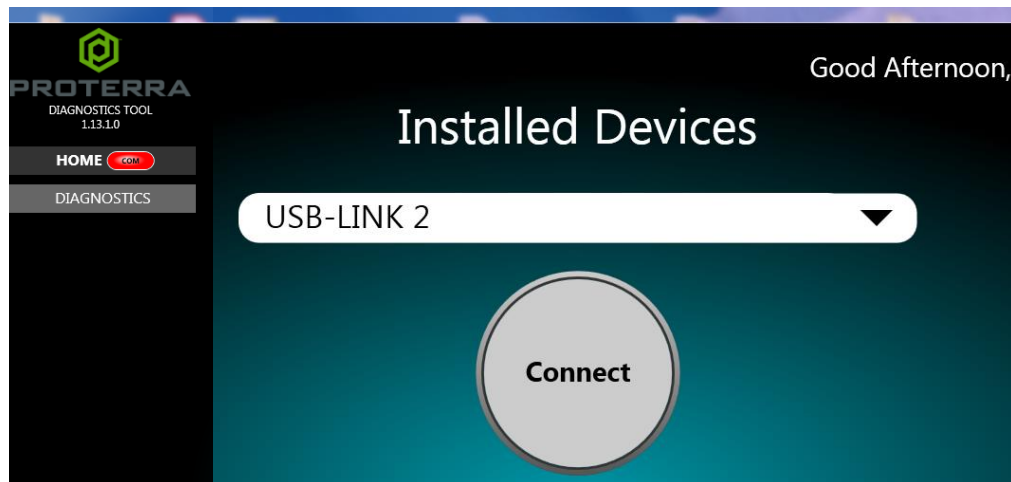 PROTERRA
DIAGNOSTICS TOOL
1.13.1.0
HOME COM
DIAGNOSTICS
Good Afternoon,
Installed Devices
USB-LINK 2
Connect